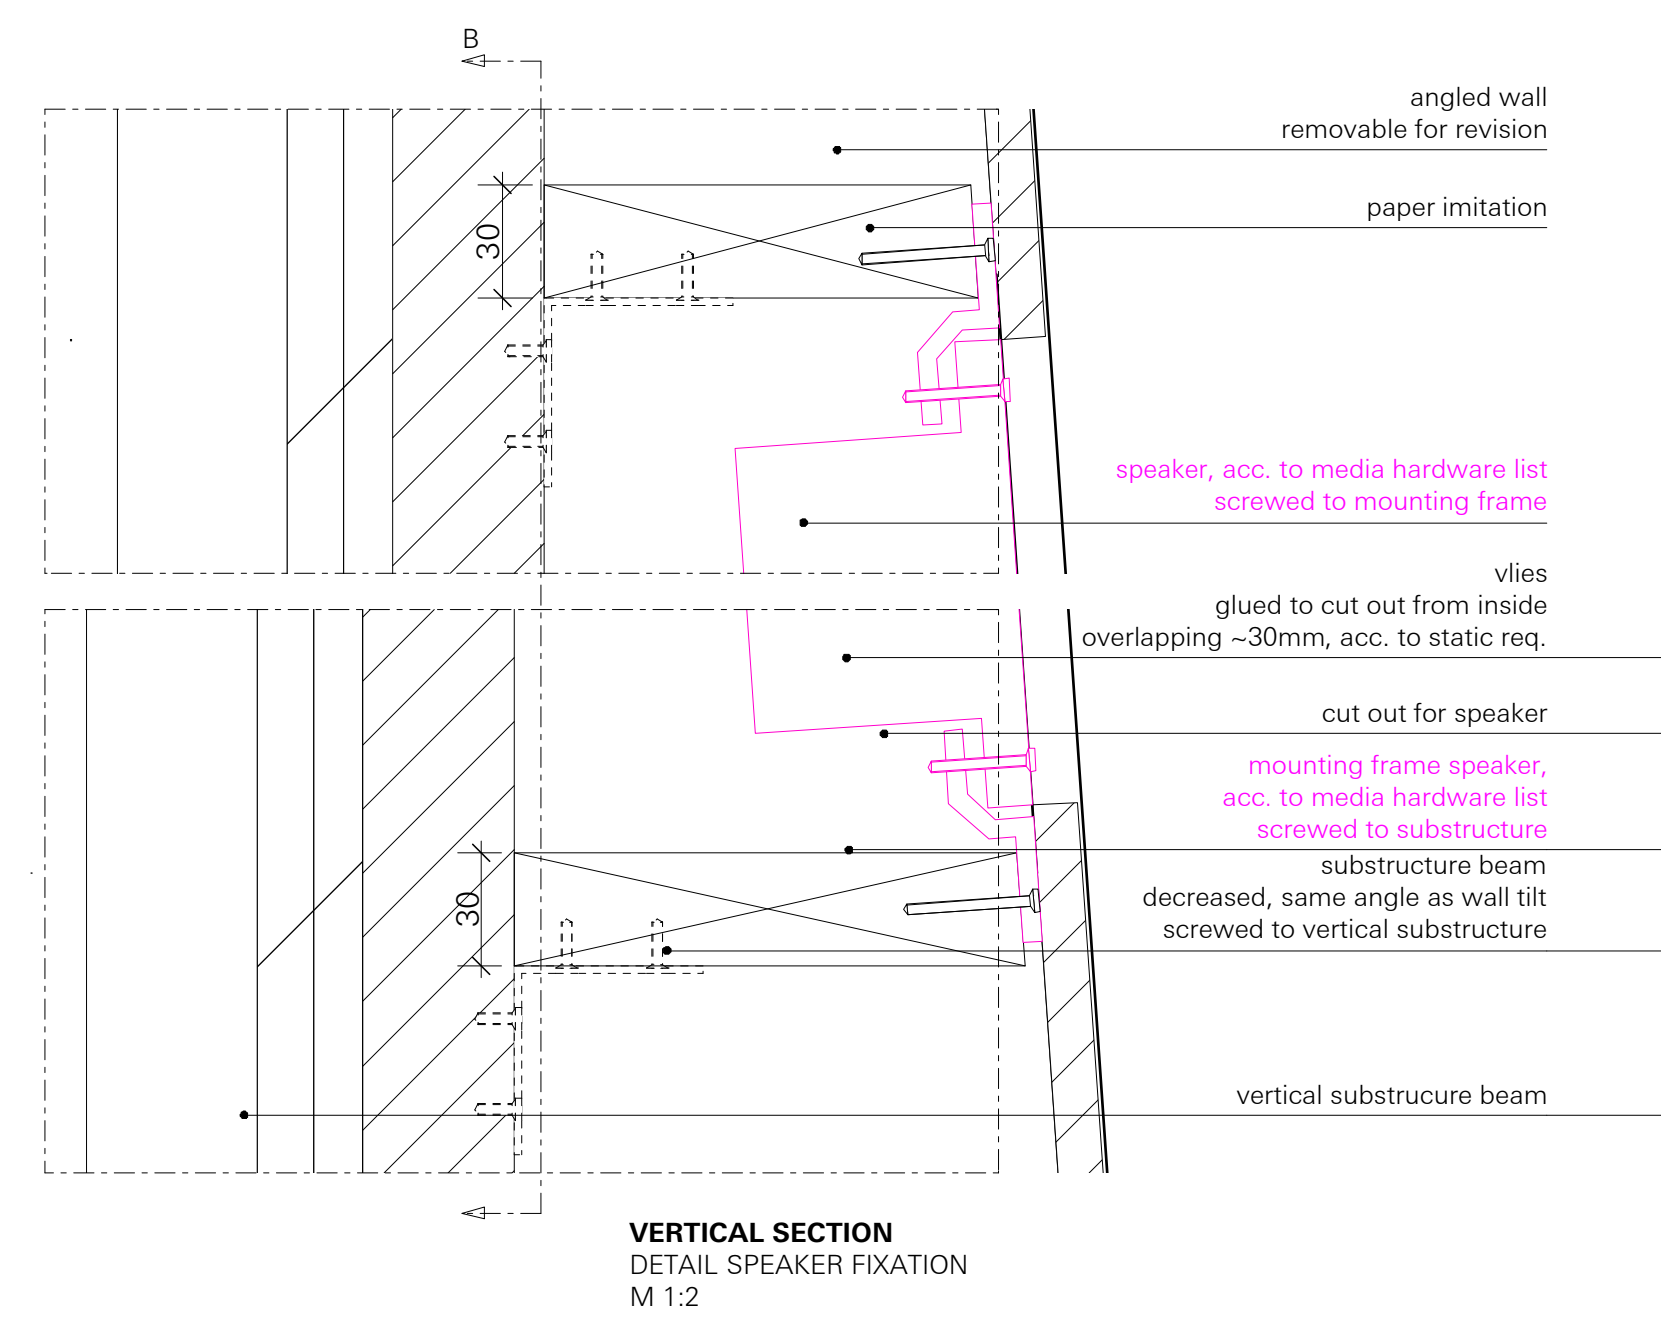 B
angled wall
removable for revision
paper imitation
30
speaker, acc. to media hardware list
screwed to mounting frame
vlies
glued to cut out from inside
overlapping ~30mm, acc. to static req.
cut out for speaker
mounting frame speaker,
acc. to media hardware list
screwed to substructure
substructure beam
decreased, same angle as wall tilt
screwed to vertical substructure
30
vertical substrucure beam
VERTICAL SECTION
DETAIL SPEAKER FIXATION
M 1:2